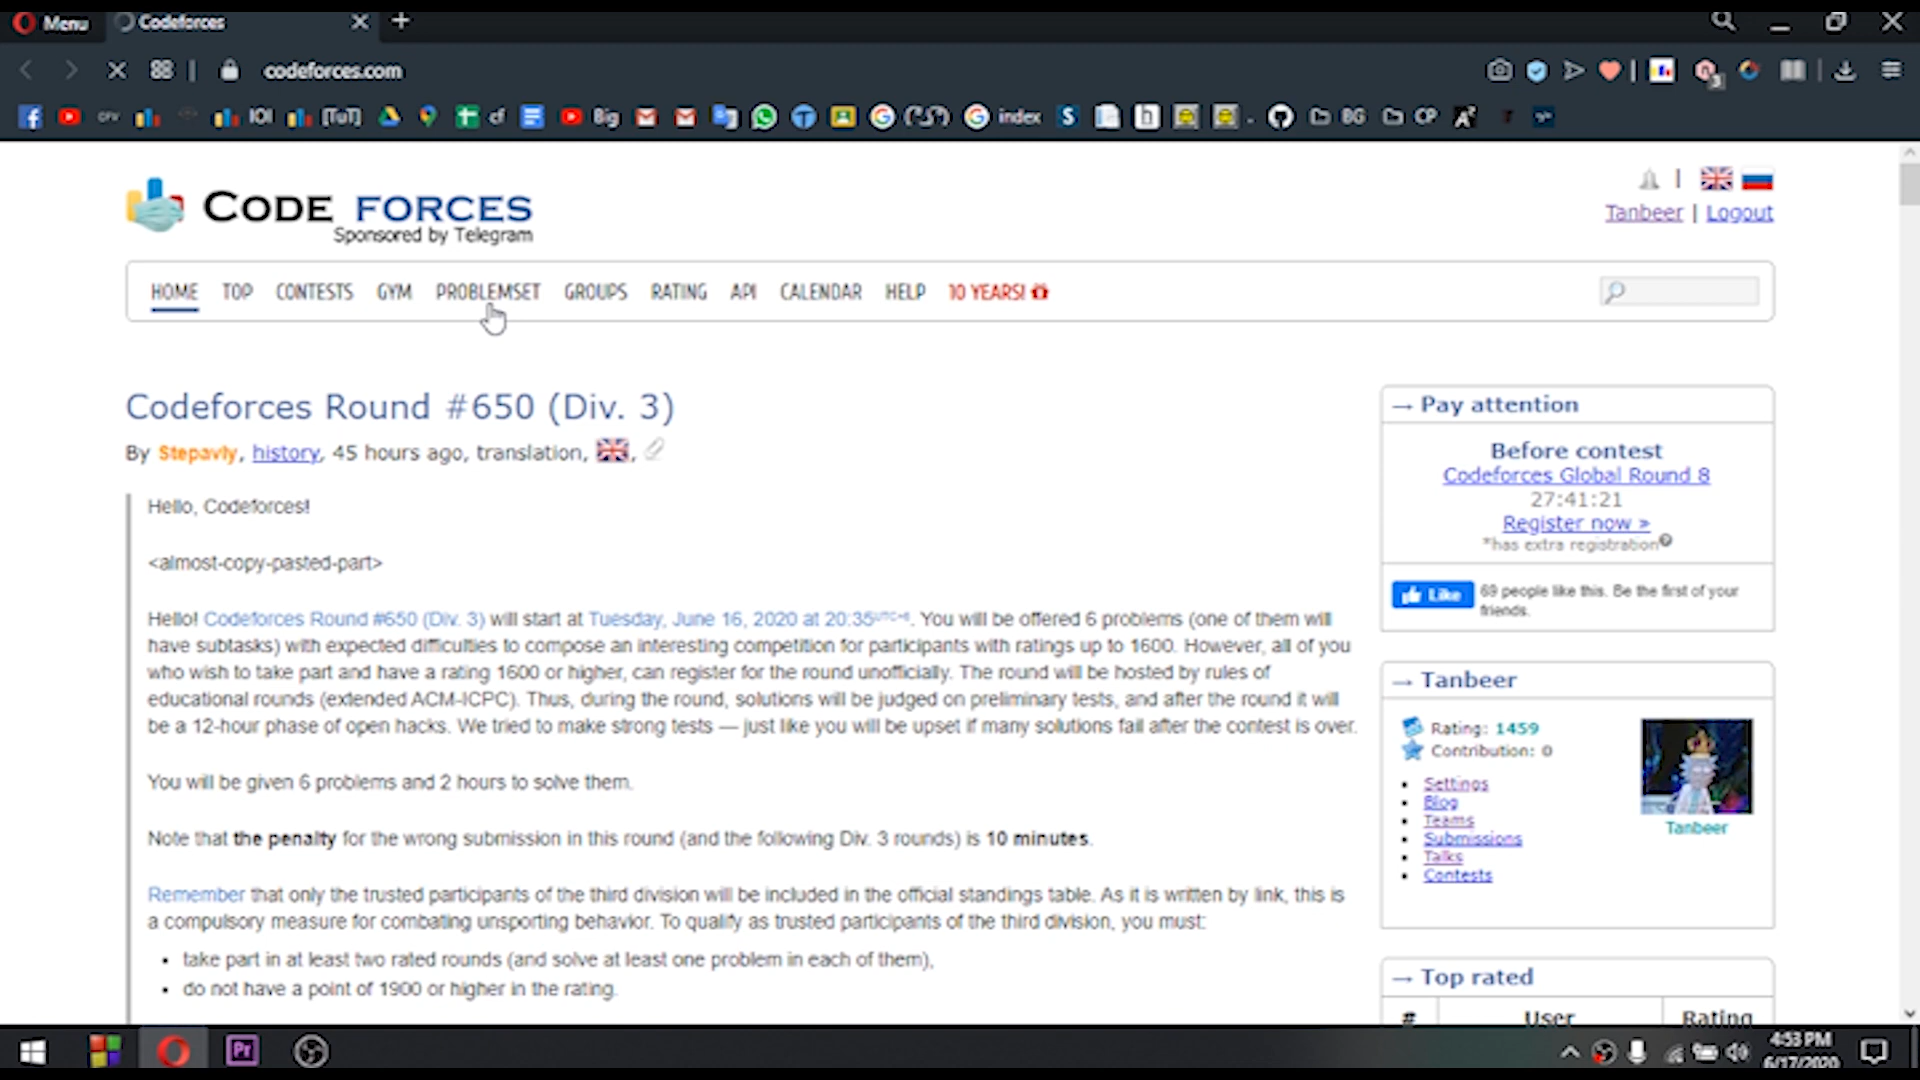 Menu
Codeforces
codeforces.com
cf
IOI
[TuT]
cf
Big
index
BG
CP
CODE FORCES
Sponsored by Telegram
Tanbeer | Logout
HOME TOP CONTESTS GYM PROBLEMSET GROUPS RATING API CALENDAR HELP 10 YEARS!
Codeforces Round #650 (Div. 3)
By Stepavly, history, 45 hours ago, translation,
Hello, Codeforces!
<almost-copy-pasted-part>
Hello! Codeforces Round #650 (Div. 3) will start at Tuesday, June 16, 2020 at 20:35. You will be offered 6 problems (one of them will
have subtasks) with expected difficulties to compose an interesting competition for participants with ratings up to 1600. However, all of you
who wish to take part and have a rating 1600 or higher, can register for the round unofficially. The round will be hosted by rules of
educational rounds (extended ACM-ICPC). Thus, during the round, solutions will be judged on preliminary tests, and after the round it will
be a 12-hour phase of open hacks. We tried to make strong tests — just like you will be upset if many solutions fail after the contest is over.
You will be given 6 problems and 2 hours to solve them.
Note that the penalty for the wrong submission in this round (and the following Div. 3 rounds) is 10 minutes.
Remember that only the trusted participants of the third division will be included in the official standings table. As it is written by link, this is
a compulsory measure for combating unsporting behavior. To qualify as trusted participants of the third division, you must:
• take part in at least two rated rounds (and solve at least one problem in each of them),
• do not have a point of 1900 or higher in the rating.
→ Pay attention
Before contest
Codeforces Global Round 8
27:41:21
Register now »
*has extra registration
Like
69 people like this. Be the first of your
friends.
→ Tanbeer
Rating: 1459
Contribution: 0
• Settings
• Blog
• Teams
• Submissions
• Talks
• Contests
Tanbeer
→ Top rated
# User Rating
Pr
4:53 PM
6/17/2020